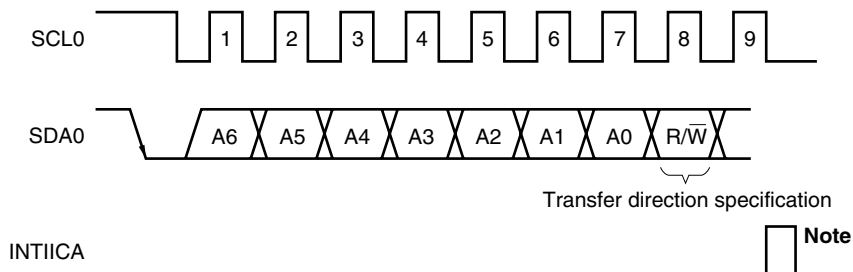 SCL0 1 2 3 4 5 6 7 8 9
SDA0 A6 A5 A4 A3 A2 A1 A0 R/W̅
Transfer direction specification
Note
INTIICA